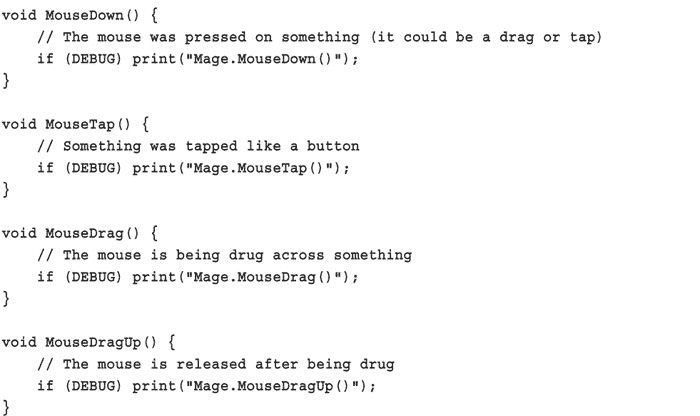 void MouseDown() {
    // The mouse was pressed on something (it could be a drag or tap)
    if (DEBUG) print("Mage.MouseDown()");
}

void MouseTap() {
    // Something was tapped like a button
    if (DEBUG) print("Mage.MouseTap()");
}

void MouseDrag() {
    // The mouse is being drug across something
    if (DEBUG) print("Mage.MouseDrag()");
}

void MouseDragUp() {
    // The mouse is released after being drug
    if (DEBUG) print("Mage.MouseDragUp()");
}